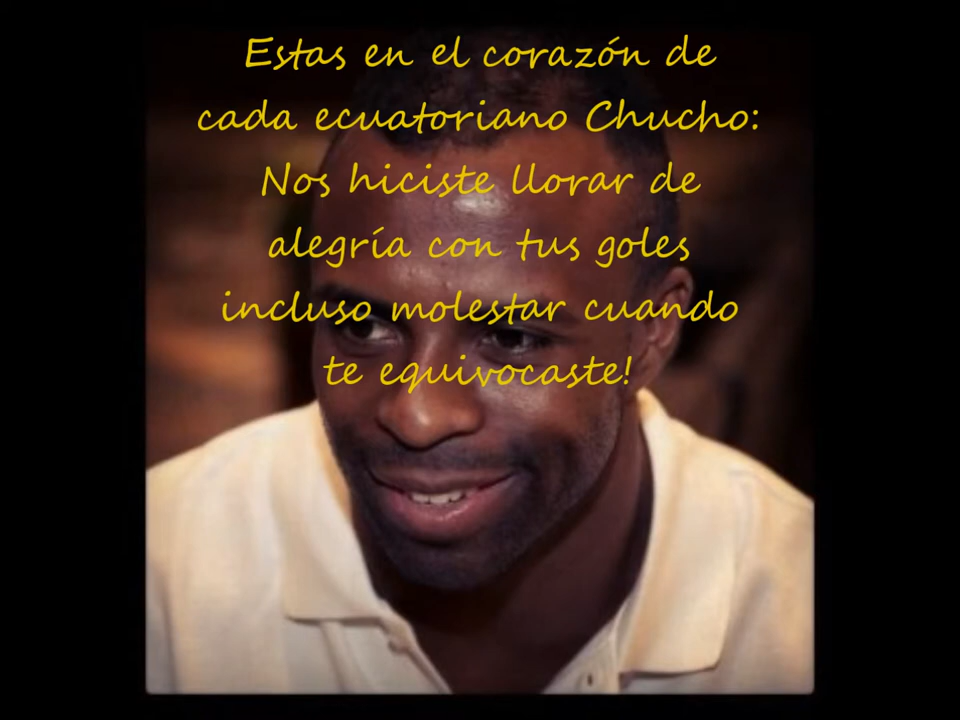 Estas en el corazón de
cada ecuatoriano Chucho:
Nos hiciste llorar de
alegría con tus goles
incluso molestar cuando
te equivocaste!